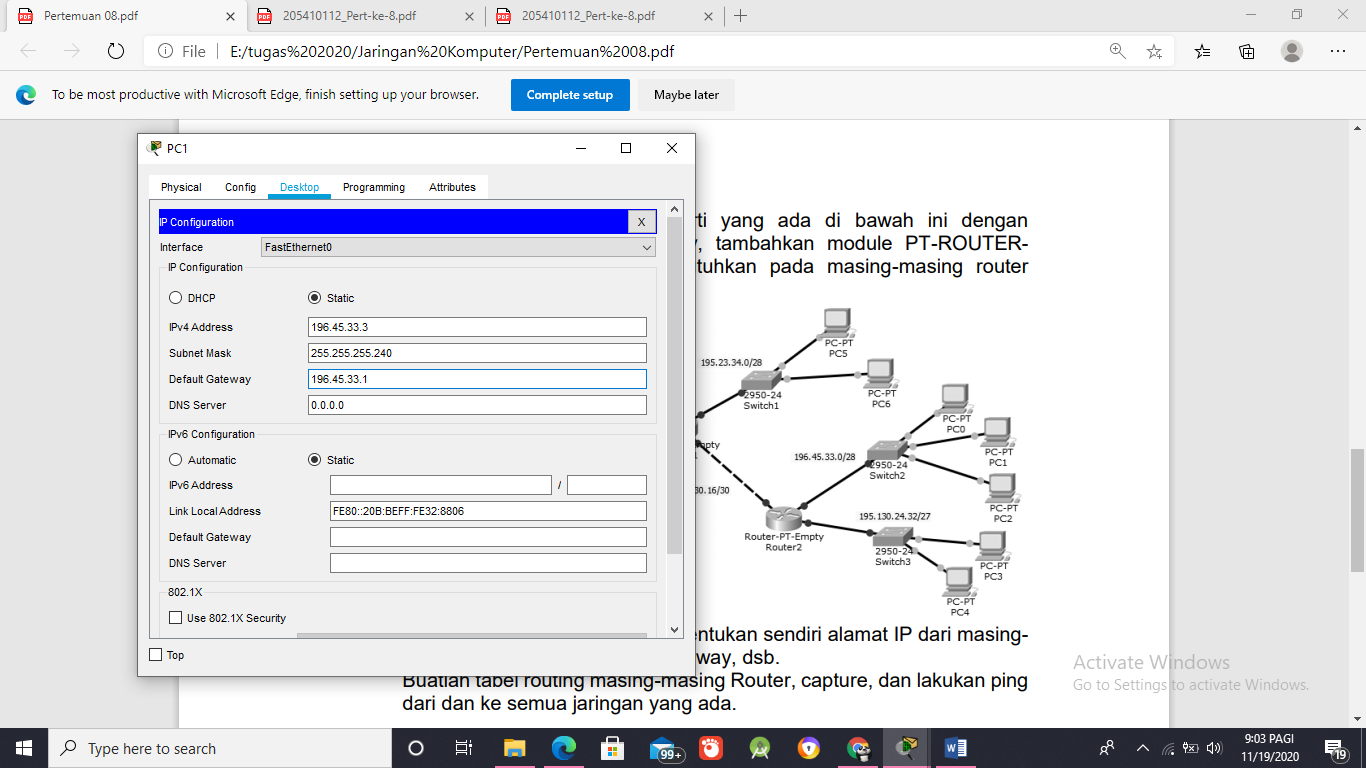 Pertemuan 08.pdf
205410112_Pert-ke-8.pdf
205410112_Pert-ke-8.pdf
File
E:/tugas%202020/Jaringan%20Komputer/Pertemuan%2008.pdf
To be most productive with Microsoft Edge, finish setting up your browser.
Complete setup
Maybe later
PC1
Physical Config Desktop Programming Attributes
IP Configuration
X
Interface
FastEthernet0
IP Configuration
DHCP
Static
IPv4 Address
196.45.33.3
Subnet Mask
255.255.255.240
Default Gateway
196.45.33.1
DNS Server
0.0.0.0
IPv6 Configuration
Automatic
Static
IPv6 Address
/
Link Local Address
FE80::20B:BEFF:FE32:8806
Default Gateway
DNS Server
802.1X
Use 802.1X Security
Top
yang ada di bawah ini dengan
tambahkan module PT-ROUTER-
pada masing-masing router
PC-PT
PC5
195.23.34.0/28
2950-24
Switch1
PC-PT
PC6
PC-PT
PC0
PC-PT
PC1
196.45.33.0/28
2950-24
Switch2
PC-PT
PC2
30.16/30
195.130.24.32/27
Router-PT-Empty
Router2
2950-24
Switch3
PC-PT
PC3
PC-PT
PC4
entukan sendiri alamat IP dari masing-
way, dsb.
Buatlah tabel routing masing-masing Router, capture, dan lakukan ping
dari dan ke semua jaringan yang ada.
Activate Windows
Go to Settings to activate Windows.
Type here to search
99+
9:03 PAGI
11/19/2020
19